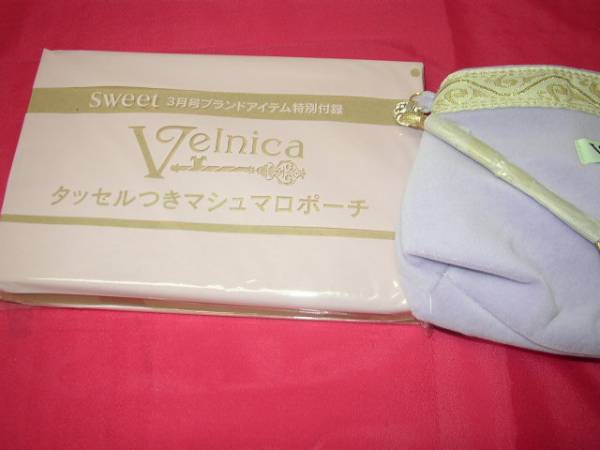 sweet 3月号ブランドアイテム特別付録
Velnica
タッセルつきマシュマロポーチ